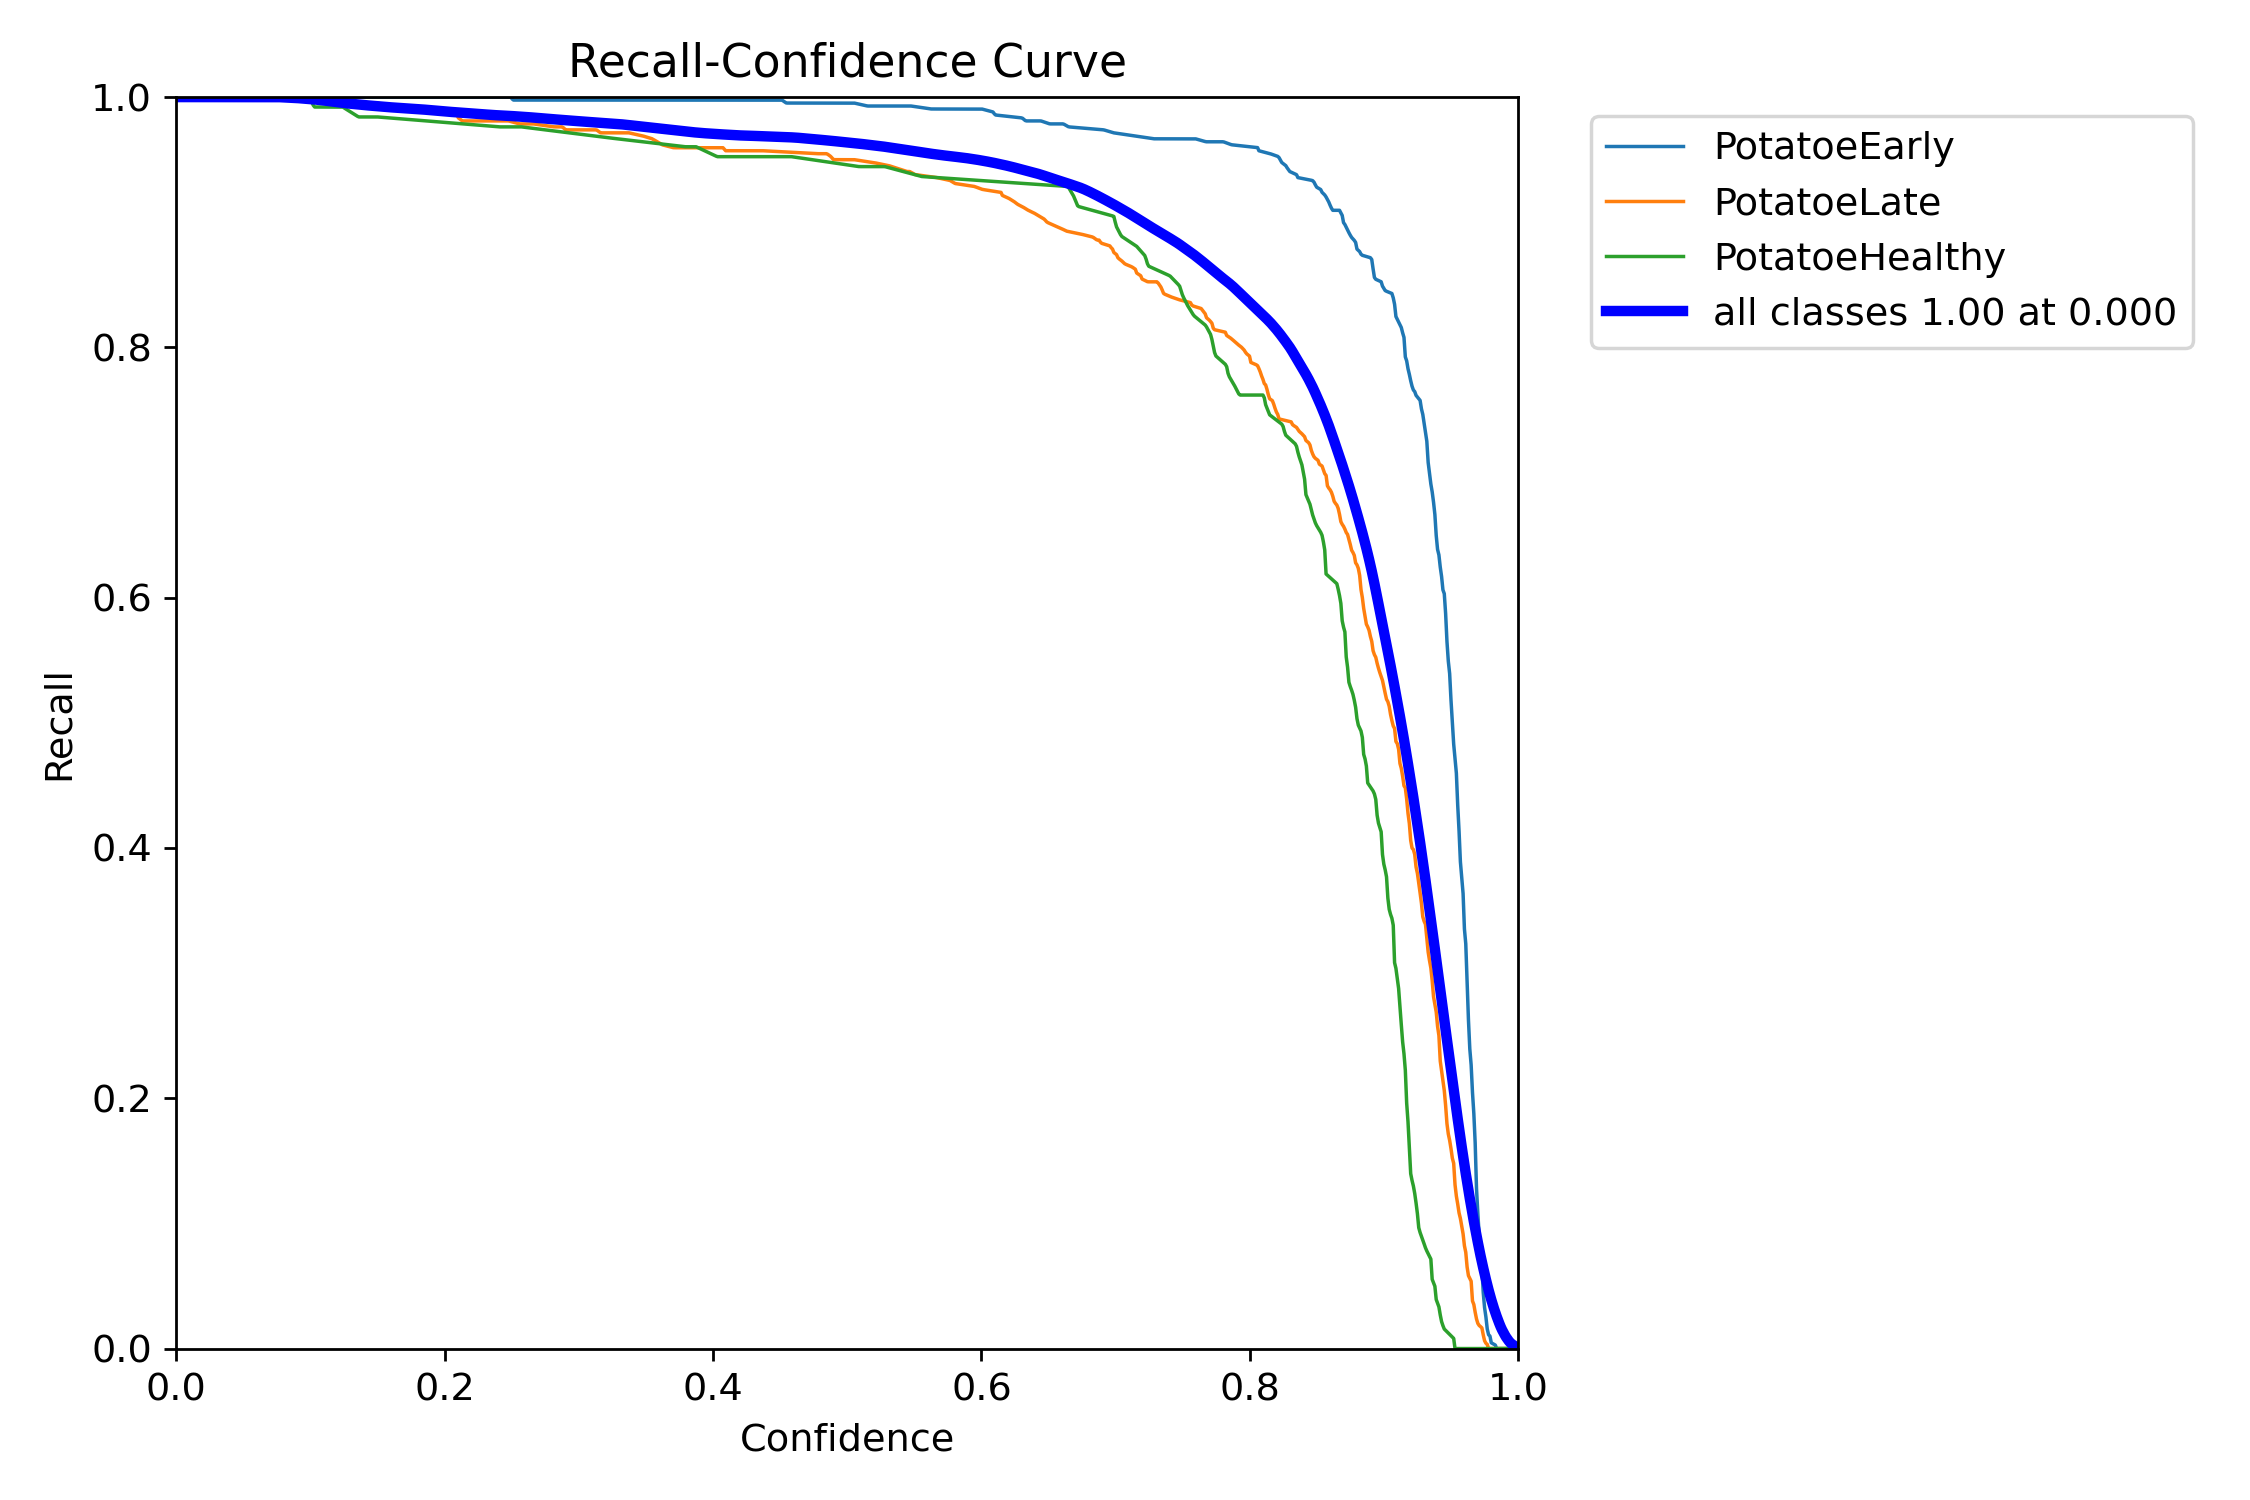 Recall-Confidence Curve
1.0
0.8
0.6
0.4
0.2
0.0
Recall
0.0 0.2 0.4 0.6 0.8 1.0
Confidence
PotatoeEarly
PotatoeLate
PotatoeHealthy
all classes 1.00 at 0.000